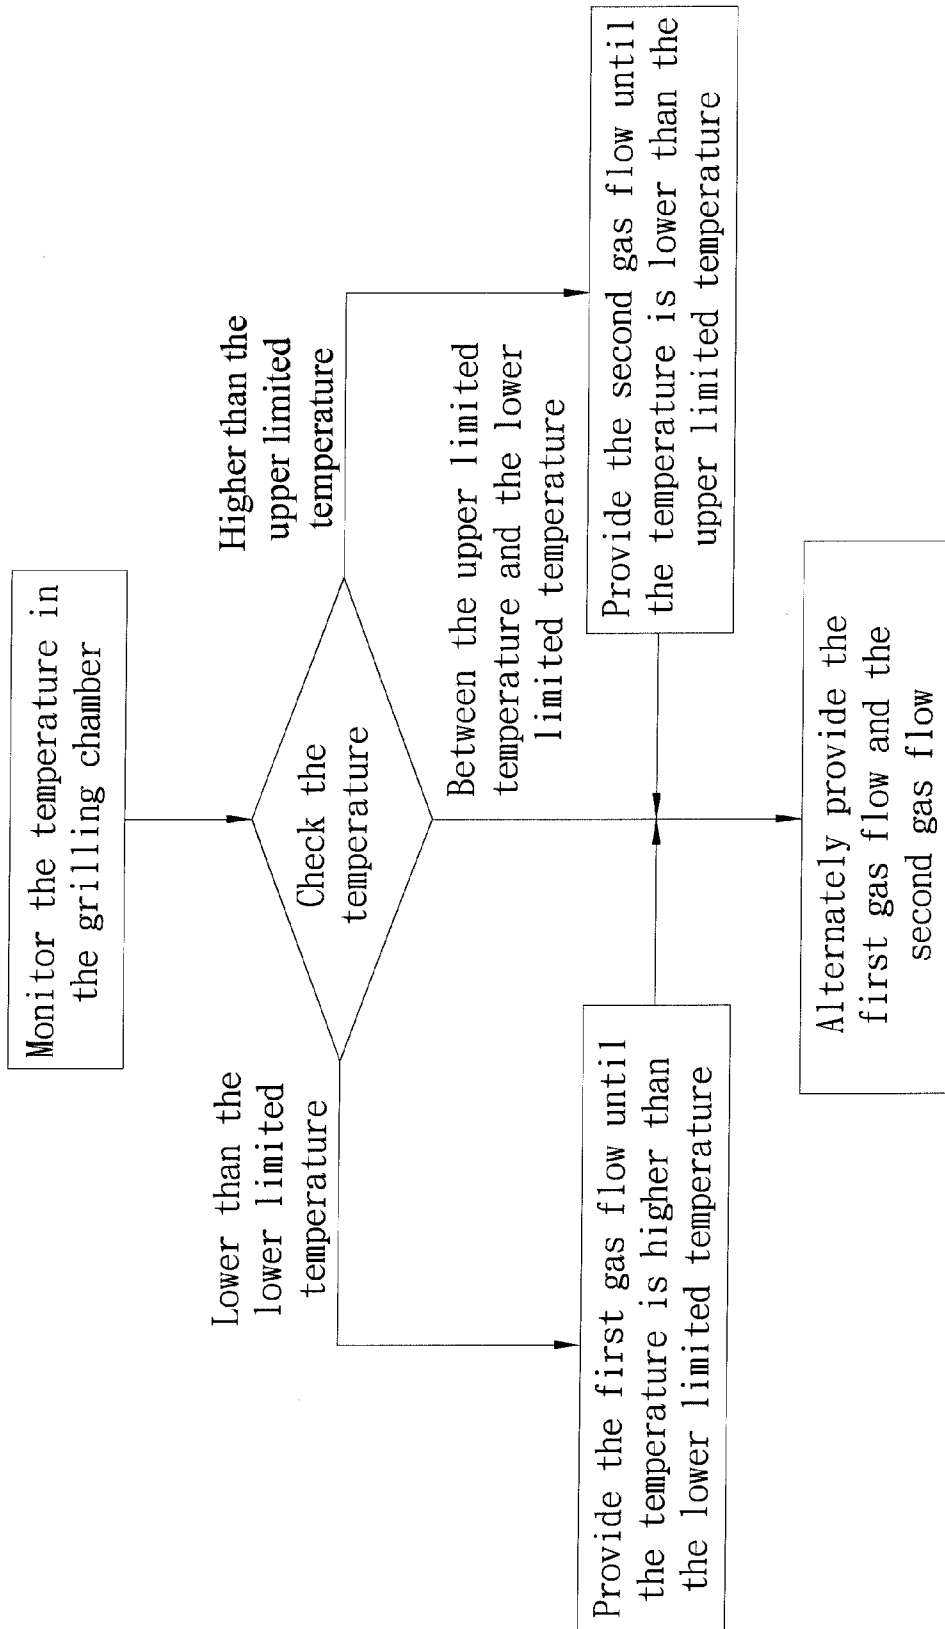 Monitor the temperature in
the grilling chamber
Check the
temperature
Lower than the
lower limited
temperature
Higher than the
upper limited
temperature
Between the upper limited
temperature and the lower
limited temperature
Provide the first gas flow until
the temperature is higher than
the lower limited temperature
Provide the second gas flow until
the temperature is lower than the
upper limited temperature
Alternately provide the
first gas flow and the
second gas flow